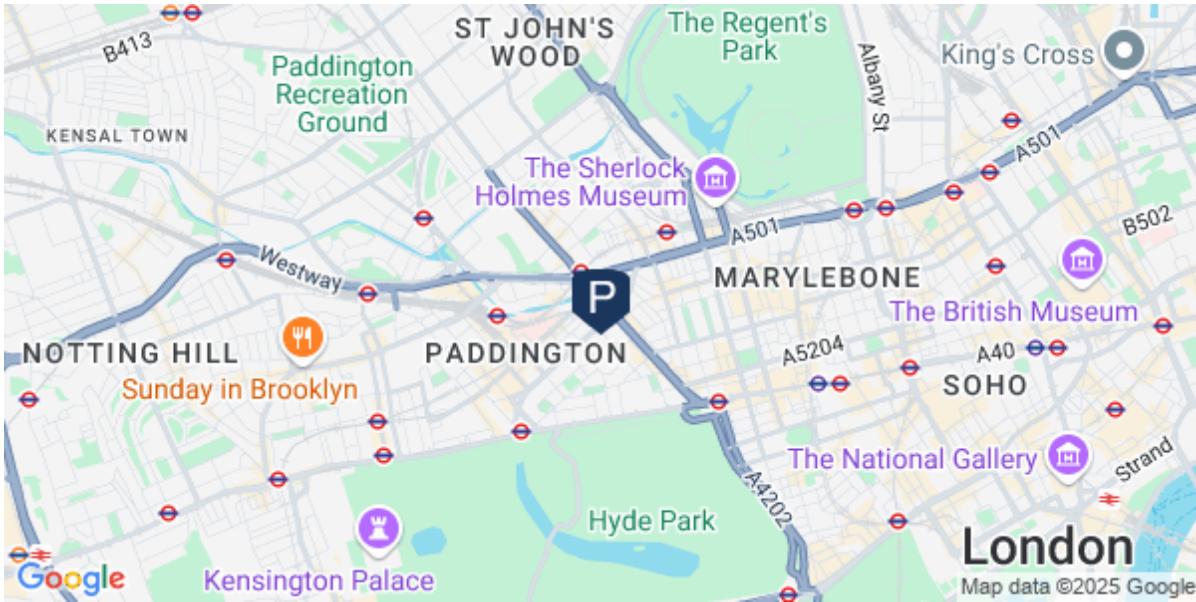 B413
ST JOHN'S
WOOD
The Regent's
Park
Albany St
King's Cross
Paddington
Recreation
Ground
KENSAL TOWN
A501
The Sherlock
Holmes Museum
A501
B502
Westway
MARYLEBONE
The British Museum
P
NOTTING HILL
PADDINGTON
A5204
A40
Sunday in Brooklyn
SOHO
The National Gallery
Strand
A4202
Hyde Park
Kensington Palace
London
Google
Map data ©2025 Google